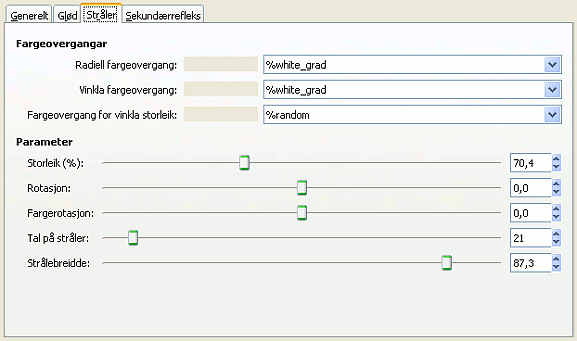 Generelt Glød Stråler Sekundærrefleks
Fargeovergangar
Radiell fargeovergang: %white_grad
Vinkla fargeovergang: %white_grad
Fargeovergang for vinkla storleik: %random
Parameter
Storleik (%): 70,4
Rotasjon: 0,0
Fargerotasjon: 0,0
Tal på stråler: 21
Strålebreidde: 87,3